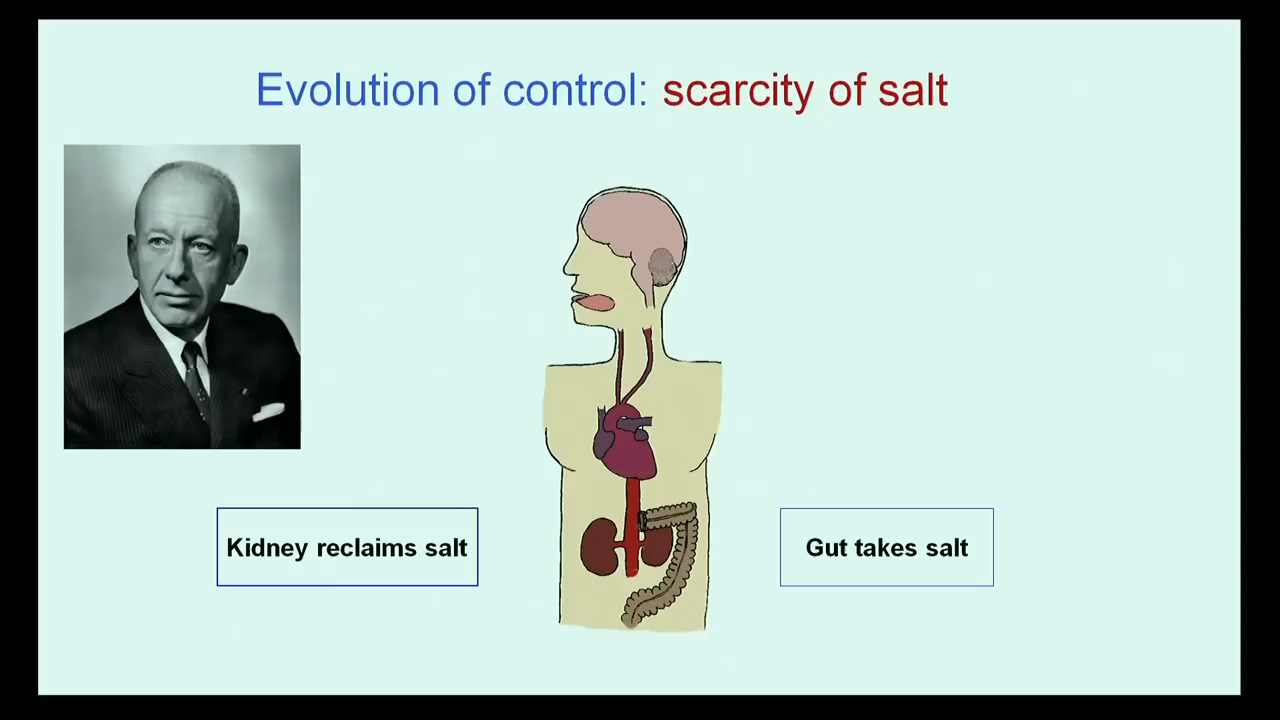 Evolution of control: scarcity of salt
Kidney reclaims salt
Gut takes salt